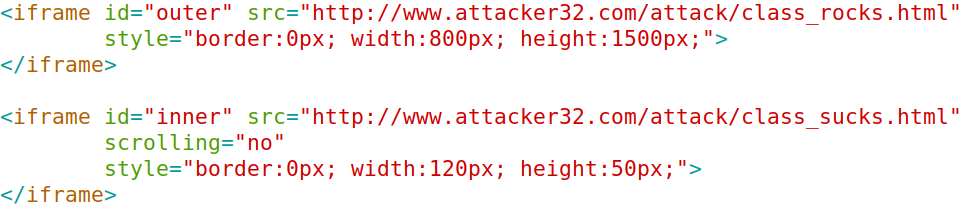 <iframe id="outer" src="http://www.attacker32.com/attack/class_rocks.html"
        style="border:0px; width:800px; height:1500px;">
</iframe>

<iframe id="inner" src="http://www.attacker32.com/attack/class_sucks.html"
        scrolling="no"
        style="border:0px; width:120px; height:50px;">
</iframe>